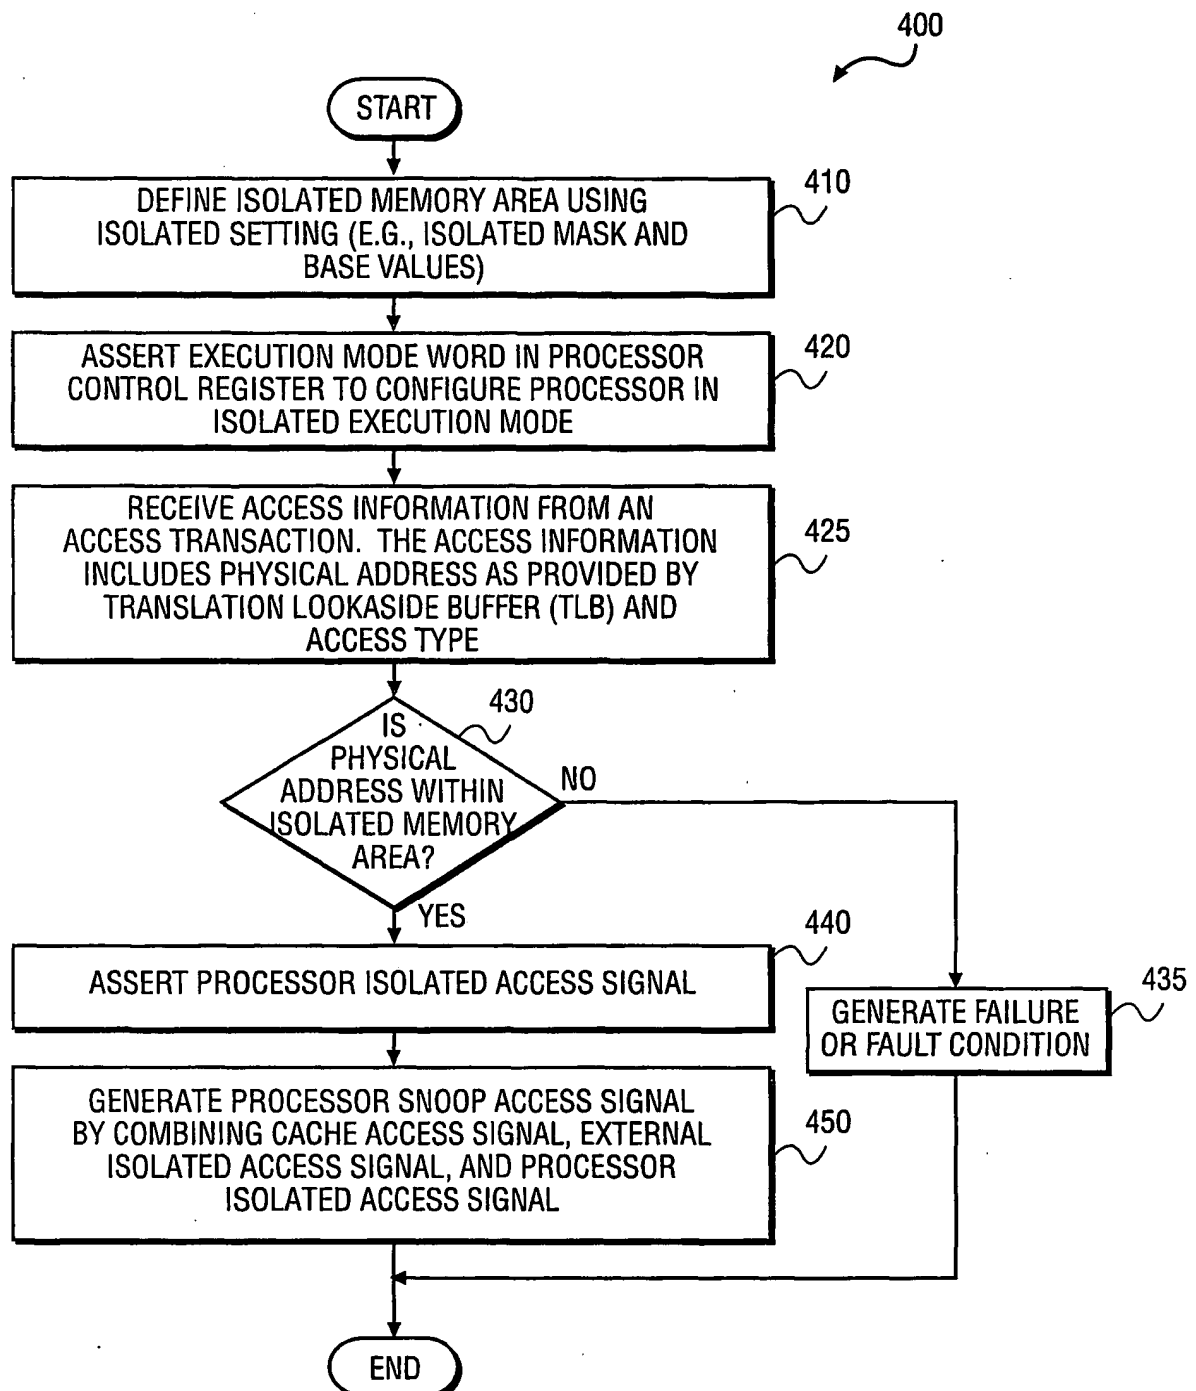 400
START
410
DEFINE ISOLATED MEMORY AREA USING
ISOLATED SETTING (E.G., ISOLATED MASK AND
BASE VALUES)
420
ASSERT EXECUTION MODE WORD IN PROCESSOR
CONTROL REGISTER TO CONFIGURE PROCESSOR IN
ISOLATED EXECUTION MODE
425
RECEIVE ACCESS INFORMATION FROM AN
ACCESS TRANSACTION. THE ACCESS INFORMATION
INCLUDES PHYSICAL ADDRESS AS PROVIDED BY
TRANSLATION LOOKASIDE BUFFER (TLB) AND
ACCESS TYPE
430
IS
PHYSICAL
ADDRESS WITHIN
ISOLATED MEMORY
AREA?
NO
YES
440
ASSERT PROCESSOR ISOLATED ACCESS SIGNAL
435
GENERATE FAILURE
OR FAULT CONDITION
450
GENERATE PROCESSOR SNOOP ACCESS SIGNAL
BY COMBINING CACHE ACCESS SIGNAL, EXTERNAL
ISOLATED ACCESS SIGNAL, AND PROCESSOR
ISOLATED ACCESS SIGNAL
END